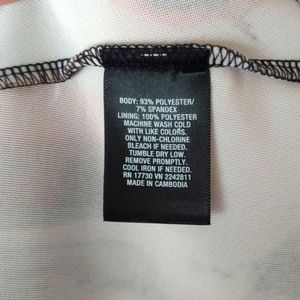 BODY: 93% POLYESTER/
7% SPANDEX
LINING: 100% POLYESTER
MACHINE WASH COLD
WITH LIKE COLORS.
ONLY NON-CHLORINE
BLEACH IF NEEDED.
TUMBLE DRY LOW.
REMOVE PROMPTLY.
COOL IRON IF NEEDED.
RN 17730 VN 2242811
MADE IN CAMBODIA